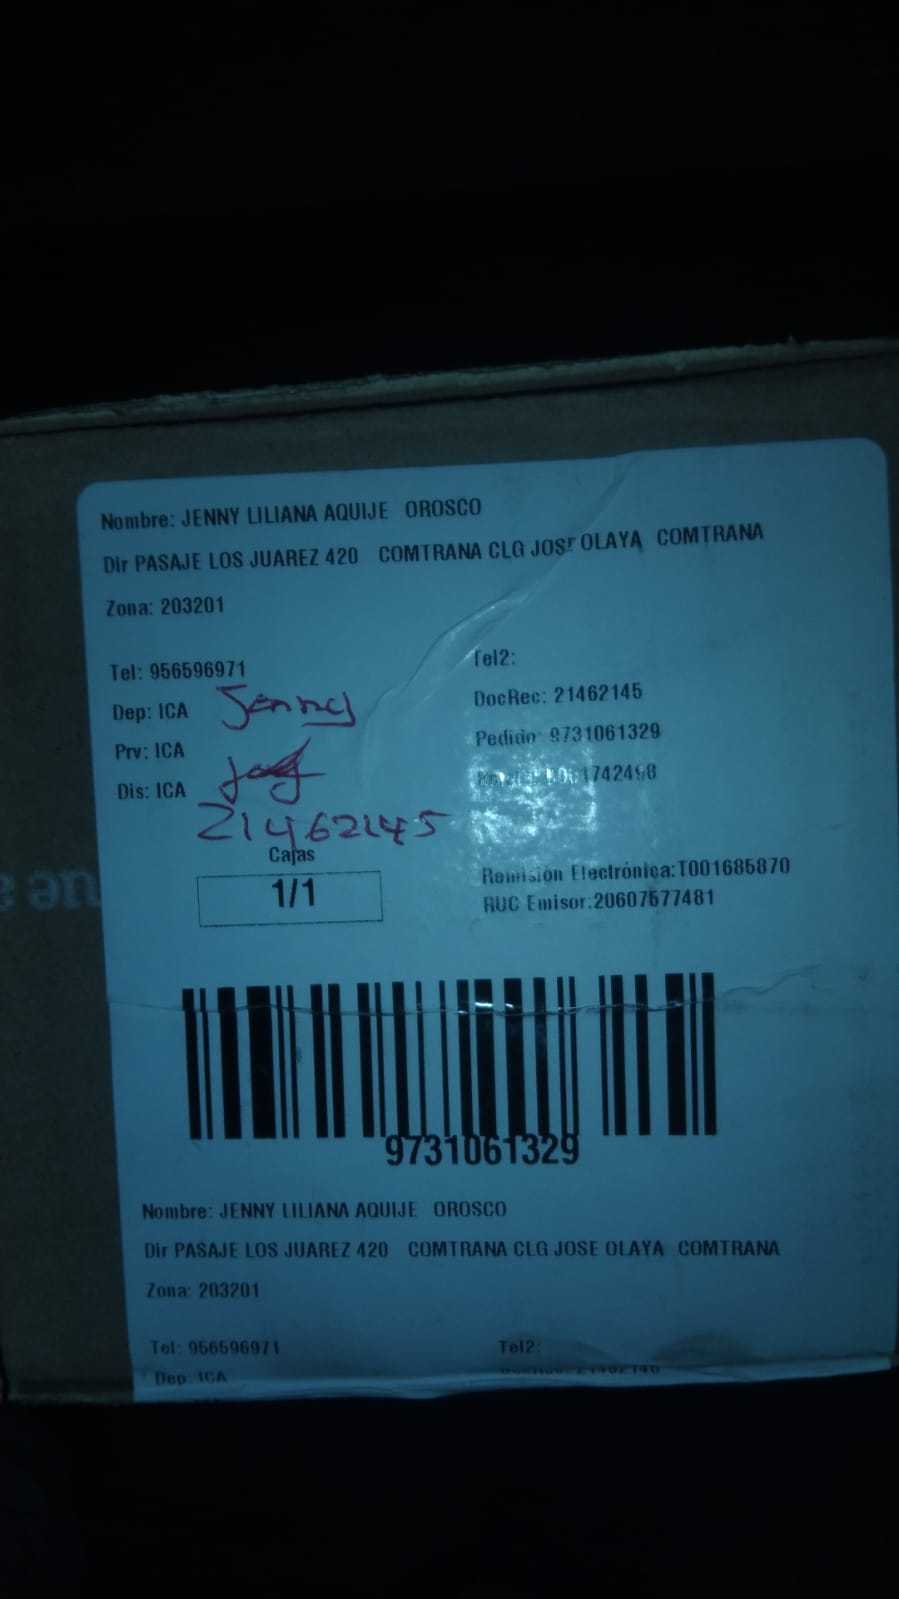 Nombre: JENNY LILIANA AQUIJE OROSCO
Dir PASAJE LOS JUAREZ 420 COMTRANA CLG JOSE OLAYA COMTRANA
Zona: 203201
Tel: 956596971 Tel2:
DocRec: 21462145
Dep: ICA Jenny
Pedido: 9731061329
Prv: ICA
1742498
Dis: ICA
21462145
Cajas
1/1
Remisión Electrónica:T001685870
RUC Emisor:20607577481
9731061329
Nombre: JENNY LILIANA AQUIJE OROSCO
Dir PASAJE LOS JUAREZ 420 COMTRANA CLG JOSE OLAYA COMTRANA
Zona: 203201
Tel: 956596971 Tel2:
Dep: ICA